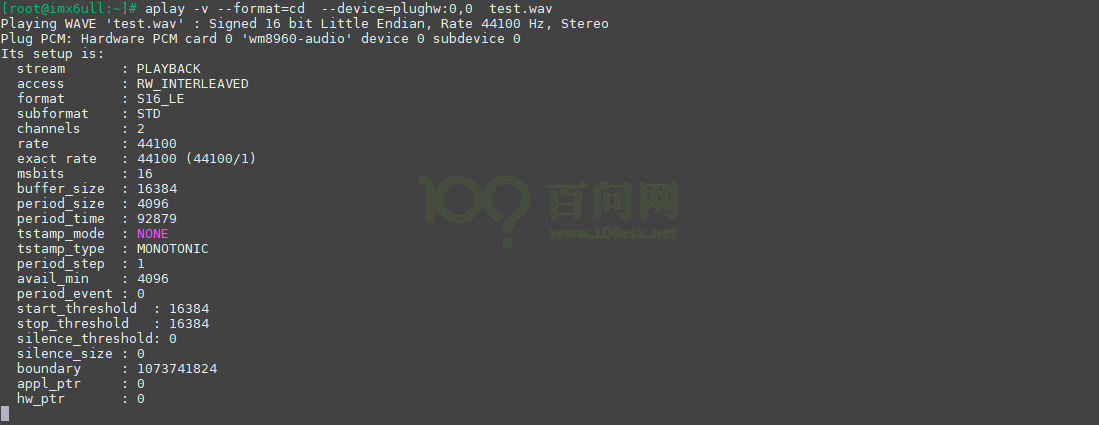 [root@imx6ull:~]# aplay -v --format=cd  --device=plughw:0,0  test.wav
Playing WAVE 'test.wav' : Signed 16 bit Little Endian, Rate 44100 Hz, Stereo
Plug PCM: Hardware PCM card 0 'wm8960-audio' device 0 subdevice 0
Its setup is:
  stream       : PLAYBACK
  access       : RW_INTERLEAVED
  format       : S16_LE
  subformat    : STD
  channels     : 2
  rate         : 44100
  exact rate   : 44100 (44100/1)
  msbits       : 16
  buffer_size  : 16384
  period_size  : 4096
  period_time  : 92879
  tstamp_mode  : NONE
  tstamp_type  : MONOTONIC
  period_step  : 1
  avail_min    : 4096
  period_event : 0
  start_threshold  : 16384
  stop_threshold   : 16384
  silence_threshold: 0
  silence_size : 0
  boundary     : 1073741824
  appl_ptr     : 0
  hw_ptr       : 0
100 百问网
www.100ask.net